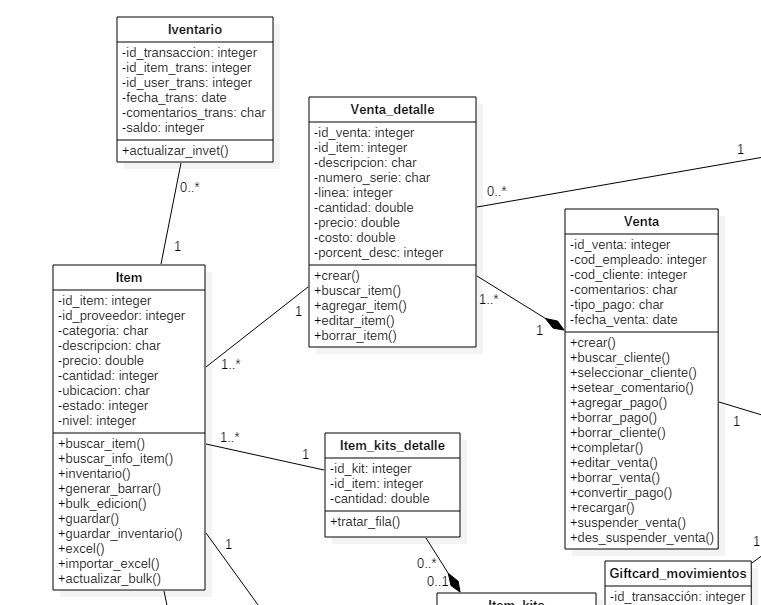 Iventario
-id_transaccion: integer
-id_item_trans: integer
-id_user_trans: integer
-fecha_trans: date
-comentarios_trans: char
-saldo: integer
+actualizar_invet()
0..*
1
Venta_detalle
-id_venta: integer
-id_item: integer
-descripcion: char
-numero_serie: char
-linea: integer
-cantidad: double
-precio: double
-costo: double
-porcent_desc: integer
+crear()
+buscar_item()
+agregar_item()
+editar_item()
+borrar_item()
0..*
1
1..*
1
1
1..*
Venta
-id_venta: integer
-cod_empleado: integer
-cod_cliente: integer
-comentarios: char
-tipo_pago: char
-fecha_venta: date
+crear()
+buscar_cliente()
+seleccionar_cliente()
+setear_comentario()
+agregar_pago()
+borrar_pago()
+borrar_cliente()
+completar()
+editar_venta()
+borrar_venta()
+convertir_pago()
+recargar()
+suspender_venta()
+des_suspender_venta()
1
Item
-id_item: integer
-id_proveedor: integer
-categoria: char
-descripcion: char
-precio: double
-cantidad: integer
-ubicacion: char
-estado: integer
-nivel: integer
+buscar_item()
+buscar_info_item()
+inventario()
+generar_barrar()
+bulk_edicion()
+guardar()
+guardar_inventario()
+excel()
+importar_excel()
+actualizar_bulk()
1..*
1
1
Item_kits_detalle
-id_kit: integer
-id_item: integer
-cantidad: double
+tratar_fila()
0..*
0..1
Item_kits
1
Giftcard_movimientos
-id_transacción: integer